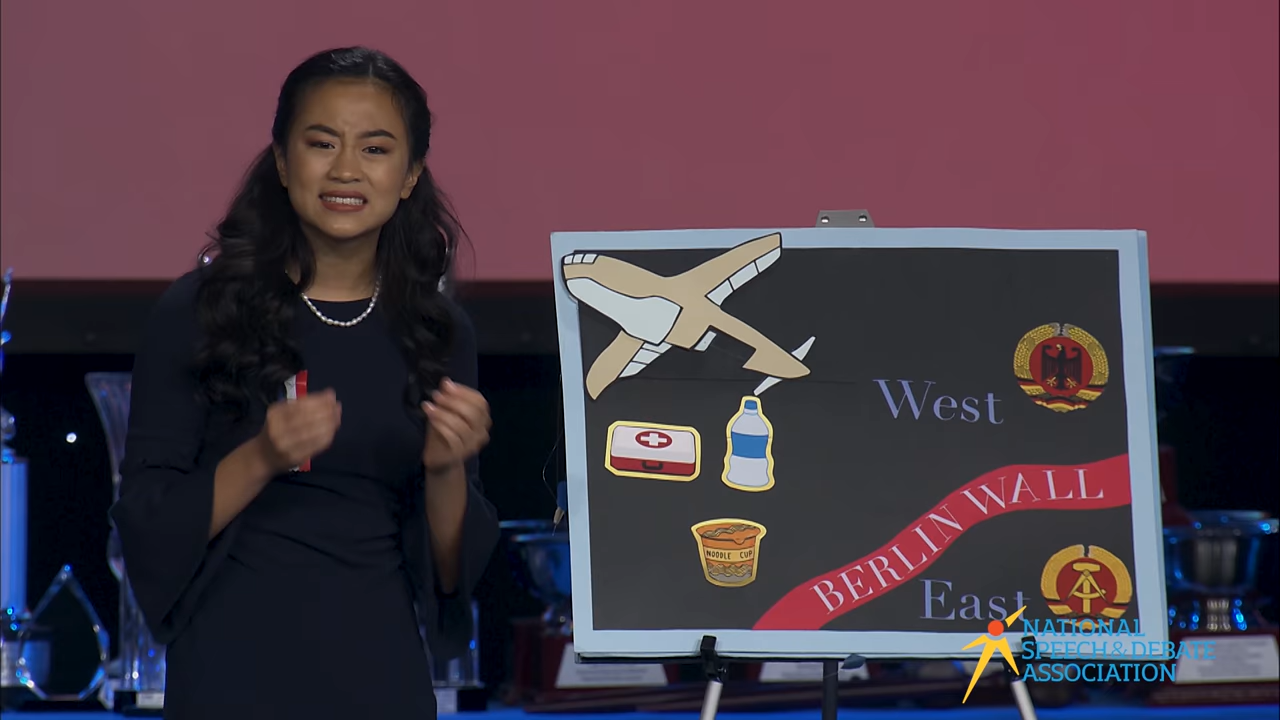 West
BERLIN WALL
NOODLE CUP
East
NATIONAL
SPEECH & DEBATE
ASSOCIATION